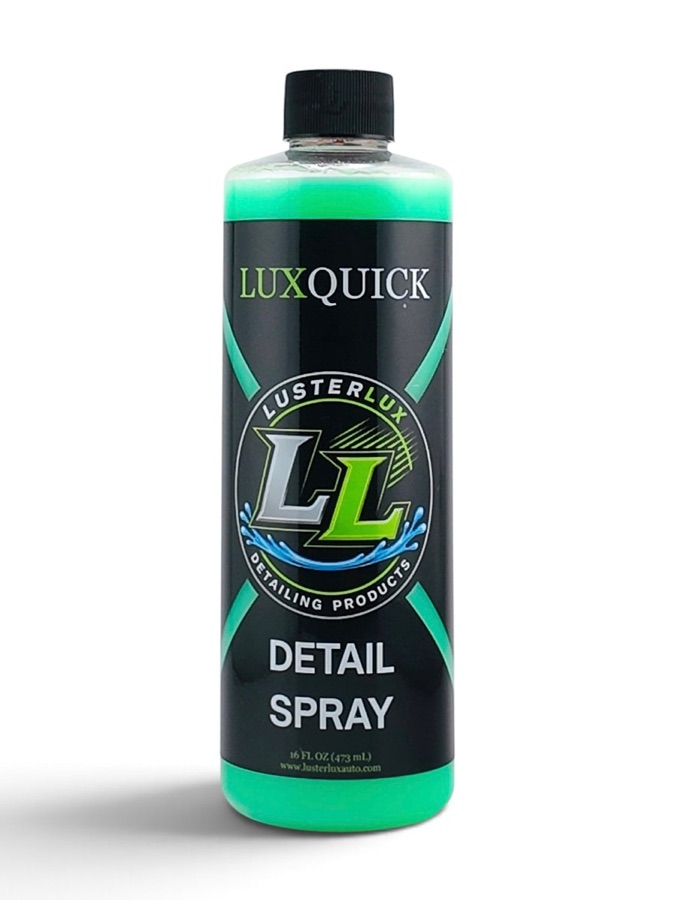 LUXQUICK
LUSTERLUX
LL
DETAILING PRODUCTS
DETAIL
SPRAY
16 FL OZ (473 mL)
www.lusterluxauto.com